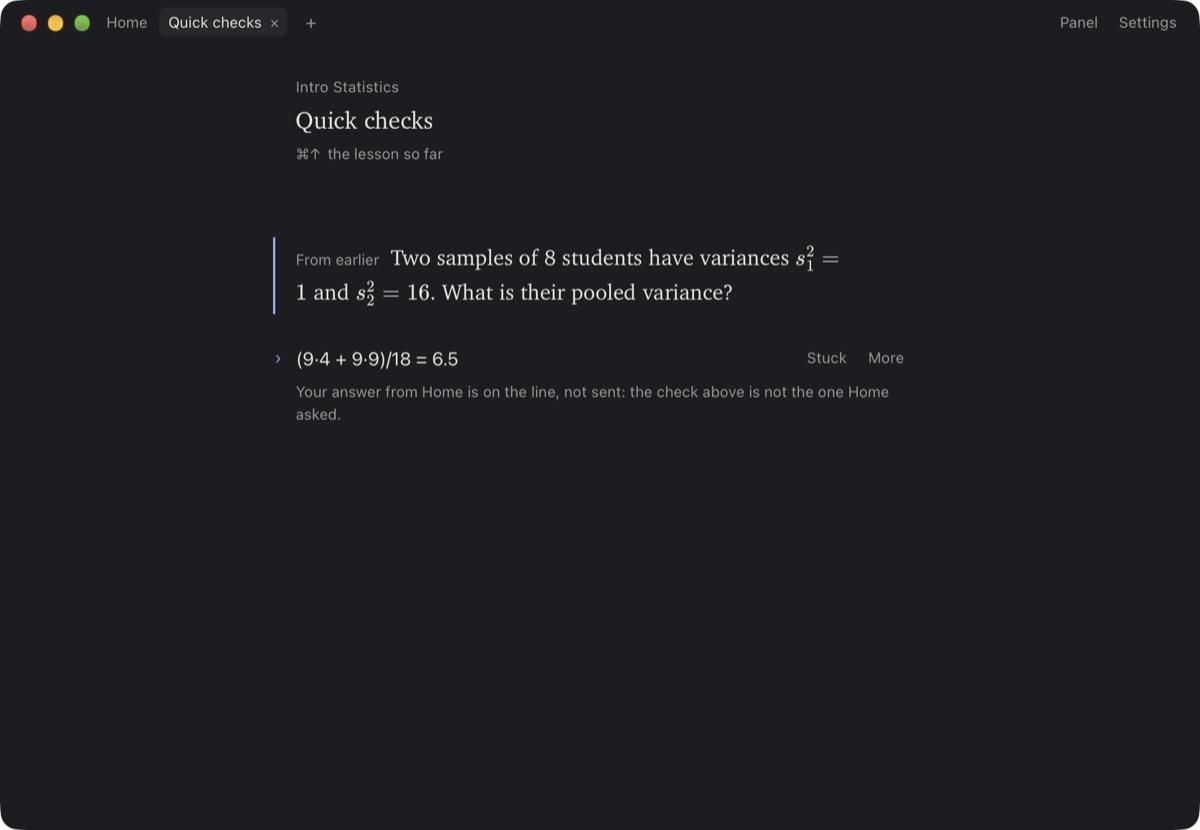 Home
Quick checks ×
+
Panel
Settings
Intro Statistics
Quick checks
⌘↑ the lesson so far
From earlier Two samples of 8 students have variances s₁² =
1 and s₂² = 16. What is their pooled variance?
› (9·4 + 9·9)/18 = 6.5
Stuck
More
Your answer from Home is on the line, not sent: the check above is not the one Home
asked.